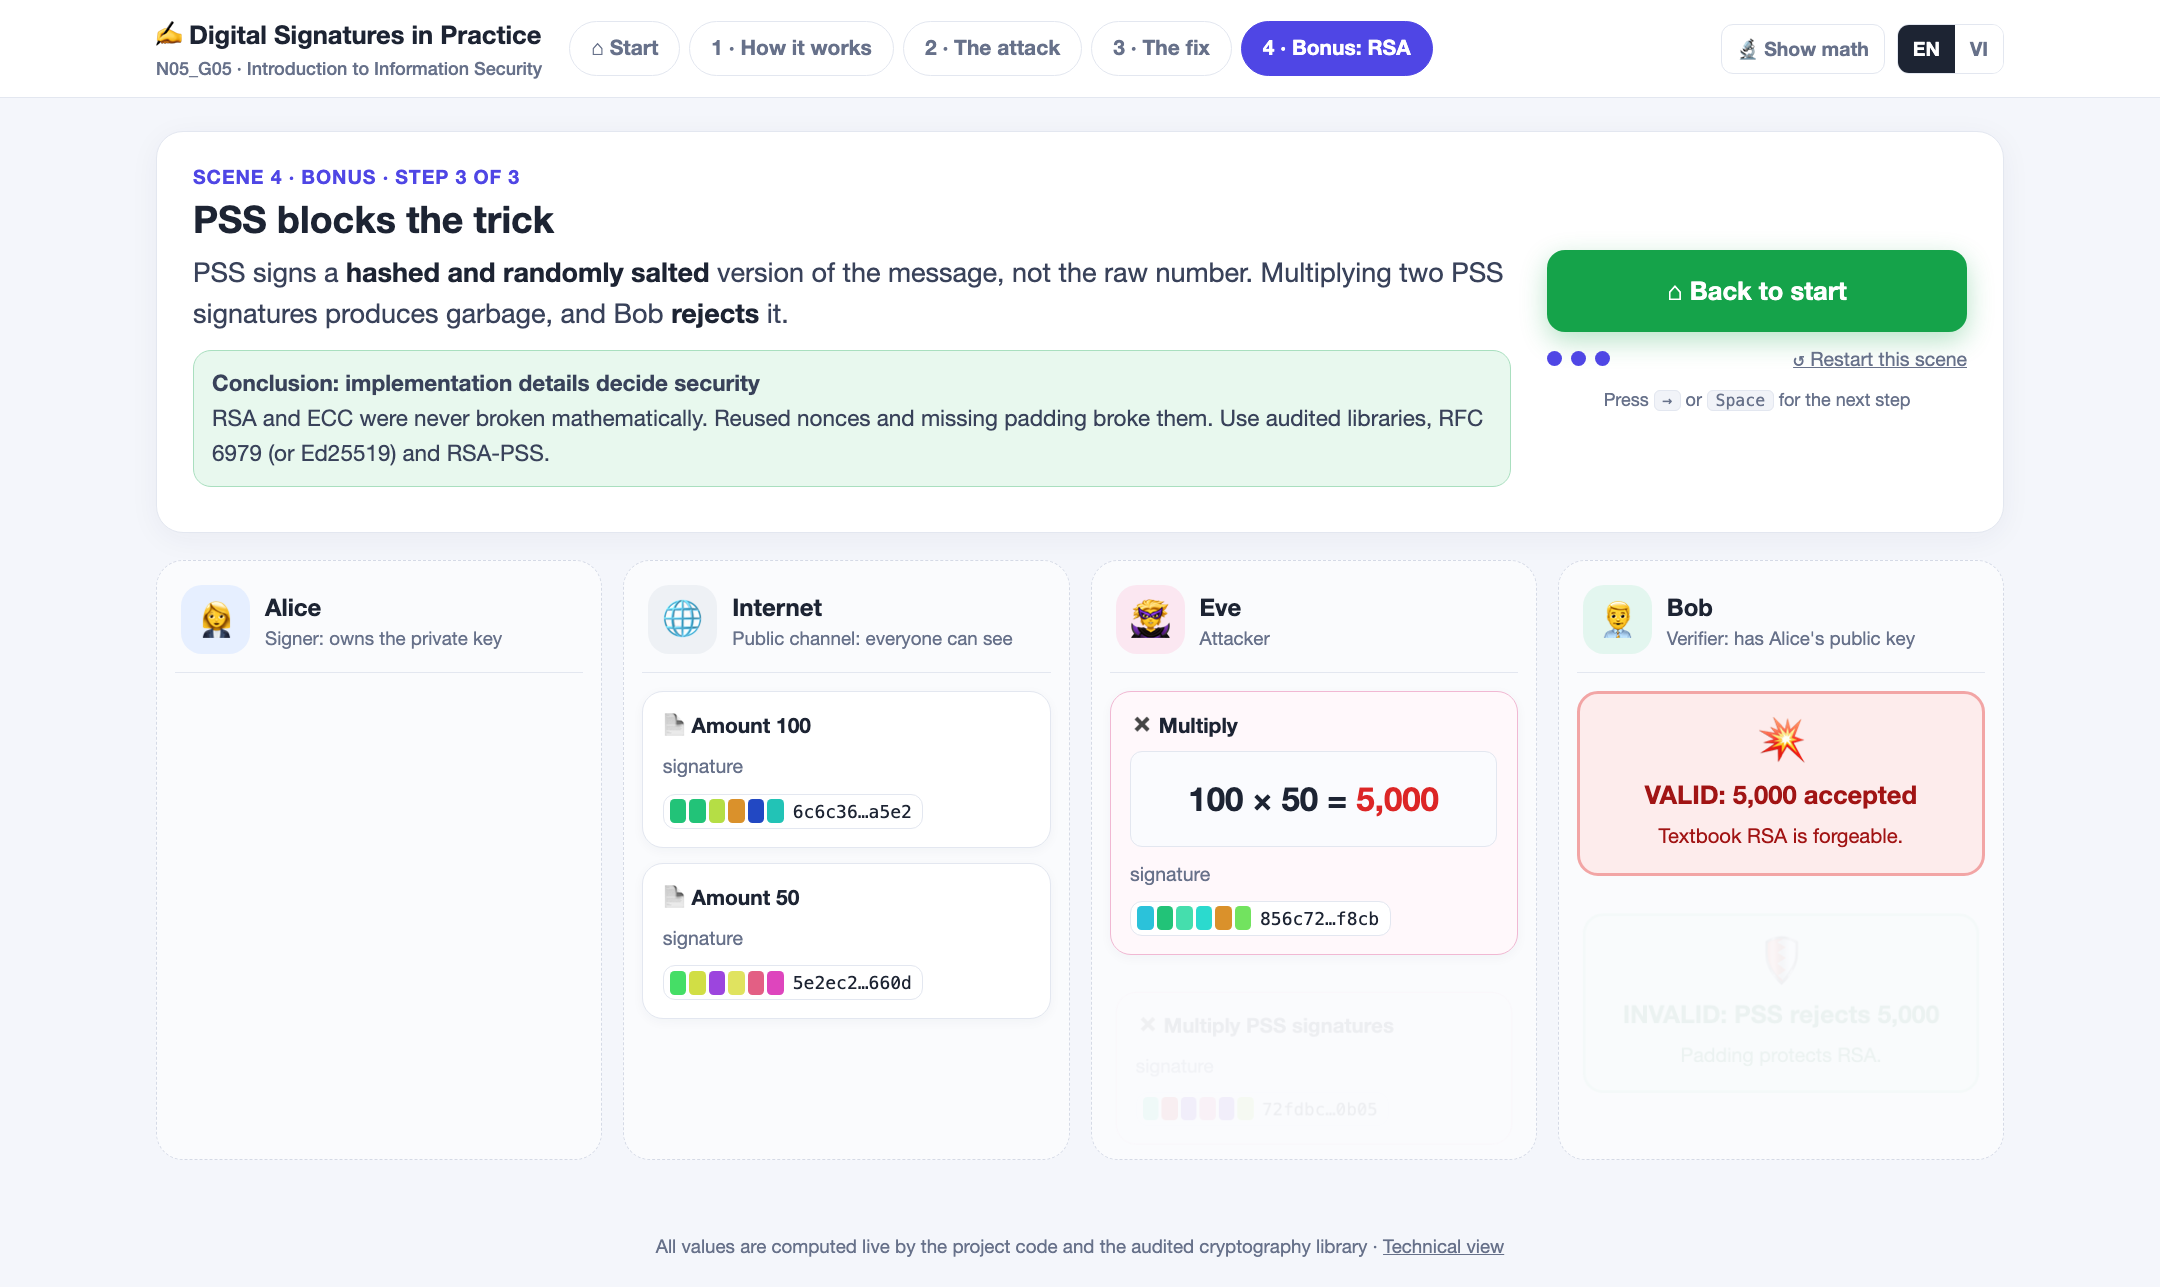 ✍️ Digital Signatures in Practice
N05_G05 · Introduction to Information Security
⌂ Start
1 · How it works
2 · The attack
3 · The fix
4 · Bonus: RSA
🔬 Show math
EN
VI
SCENE 4 · BONUS · STEP 3 OF 3
PSS blocks the trick
PSS signs a hashed and randomly salted version of the message, not the raw number. Multiplying two PSS
signatures produces garbage, and Bob rejects it.
Conclusion: implementation details decide security
RSA and ECC were never broken mathematically. Reused nonces and missing padding broke them. Use audited libraries, RFC
6979 (or Ed25519) and RSA-PSS.
⌂ Back to start
↺ Restart this scene
Press → or Space for the next step
Alice
Signer: owns the private key
Internet
Public channel: everyone can see
📄 Amount 100
signature
6c6c36…a5e2
📄 Amount 50
signature
5e2ec2…660d
Eve
Attacker
✖ Multiply
100 × 50 = 5,000
signature
856c72…f8cb
✖ Multiply PSS signatures
signature
72fdbc…0b05
Bob
Verifier: has Alice's public key
VALID: 5,000 accepted
Textbook RSA is forgeable.
INVALID: PSS rejects 5,000
Padding protects RSA.
All values are computed live by the project code and the audited cryptography library · Technical view